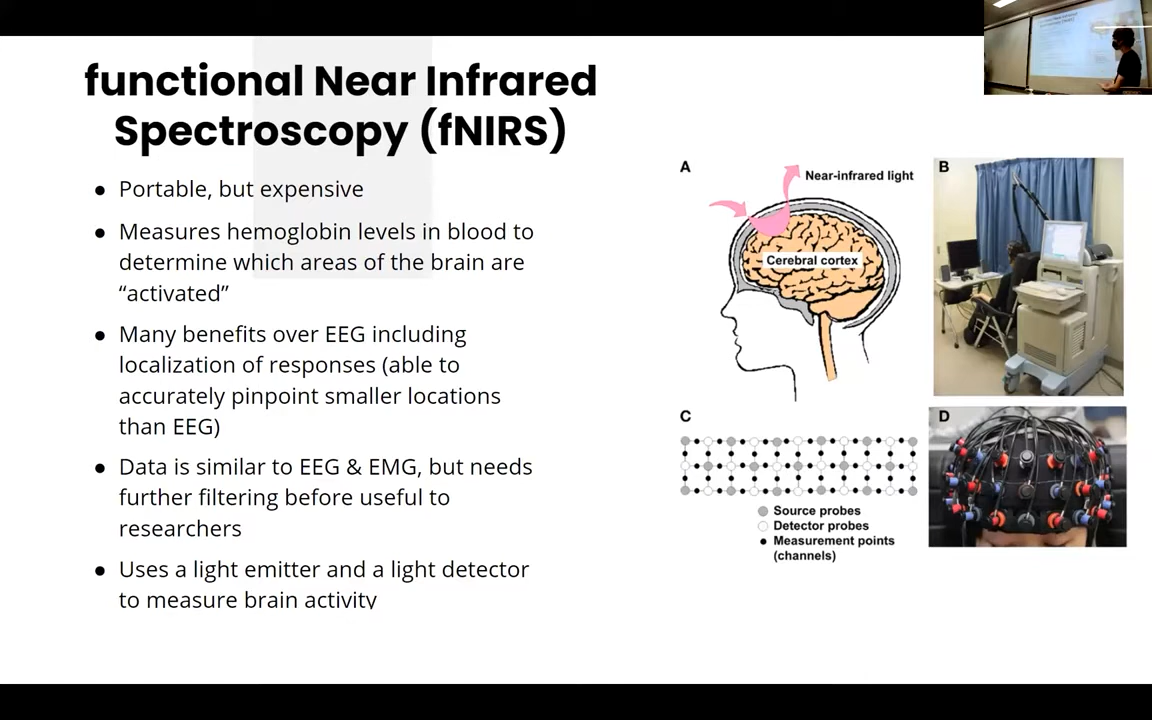 functional Near Infrared
Spectroscopy (fNIRS)
● Portable, but expensive
● Measures hemoglobin levels in blood to
determine which areas of the brain are
“activated”
● Many benefits over EEG including
localization of responses (able to
accurately pinpoint smaller locations
than EEG)
● Data is similar to EEG & EMG, but needs
further filtering before useful to
researchers
● Uses a light emitter and a light detector
to measure brain activity
A
Near-infrared light
Cerebral cortex
B
C
Source probes
Detector probes
Measurement points
(channels)
D